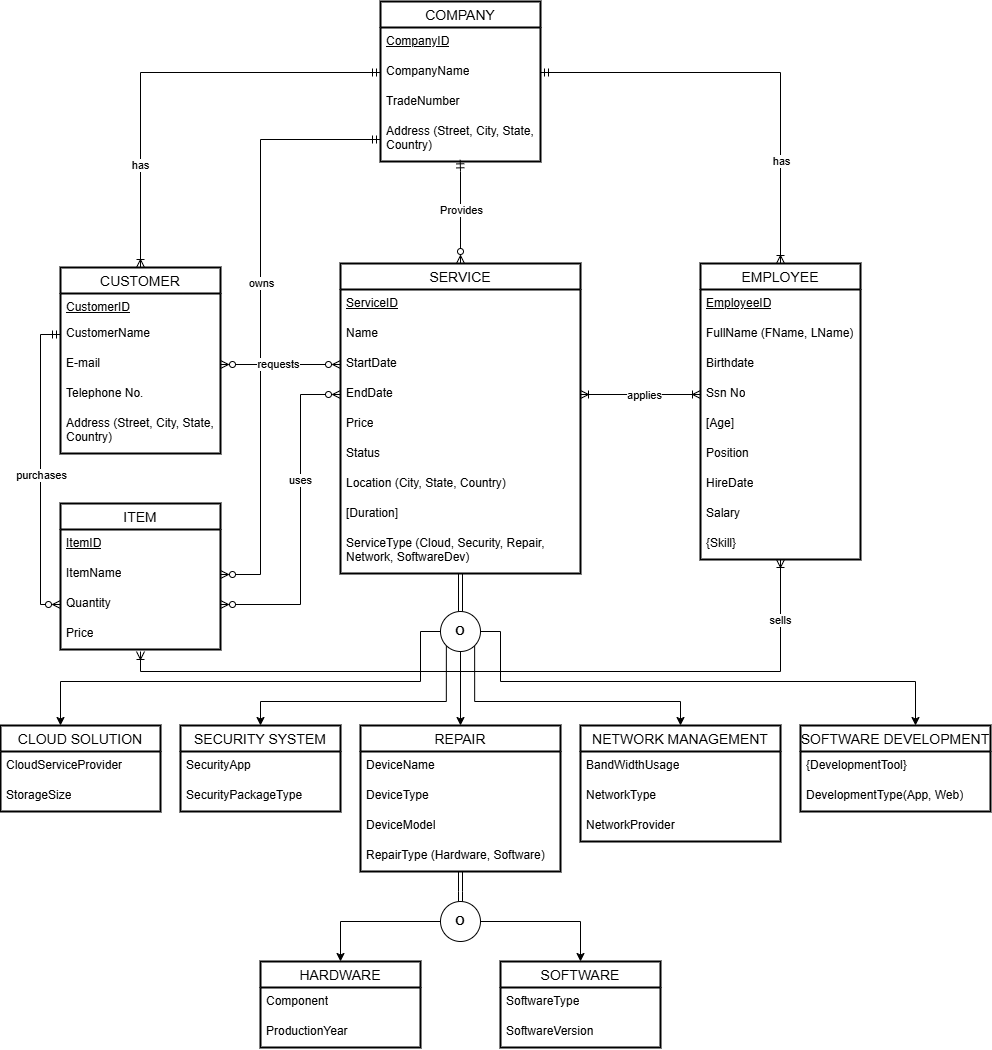 COMPANY
CompanyID
CompanyName
TradeNumber
Address (Street, City, State,
Country)
has
has
owns
Provides
CUSTOMER
CustomerID
CustomerName
E-mail
Telephone No.
Address (Street, City, State,
Country)
requests
purchases
SERVICE
ServiceID
Name
StartDate
EndDate
Price
Status
Location (City, State, Country)
[Duration]
ServiceType (Cloud, Security, Repair,
Network, SoftwareDev)
applies
uses
EMPLOYEE
EmployeeID
FullName (FName, LName)
Birthdate
Ssn No
[Age]
Position
HireDate
Salary
{Skill}
sells
ITEM
ItemID
ItemName
Quantity
Price
O
CLOUD SOLUTION
CloudServiceProvider
StorageSize
SECURITY SYSTEM
SecurityApp
SecurityPackageType
REPAIR
DeviceName
DeviceType
DeviceModel
RepairType (Hardware, Software)
NETWORK MANAGEMENT
BandWidthUsage
NetworkType
NetworkProvider
SOFTWARE DEVELOPMENT
{DevelopmentTool}
DevelopmentType(App, Web)
O
HARDWARE
Component
ProductionYear
SOFTWARE
SoftwareType
SoftwareVersion